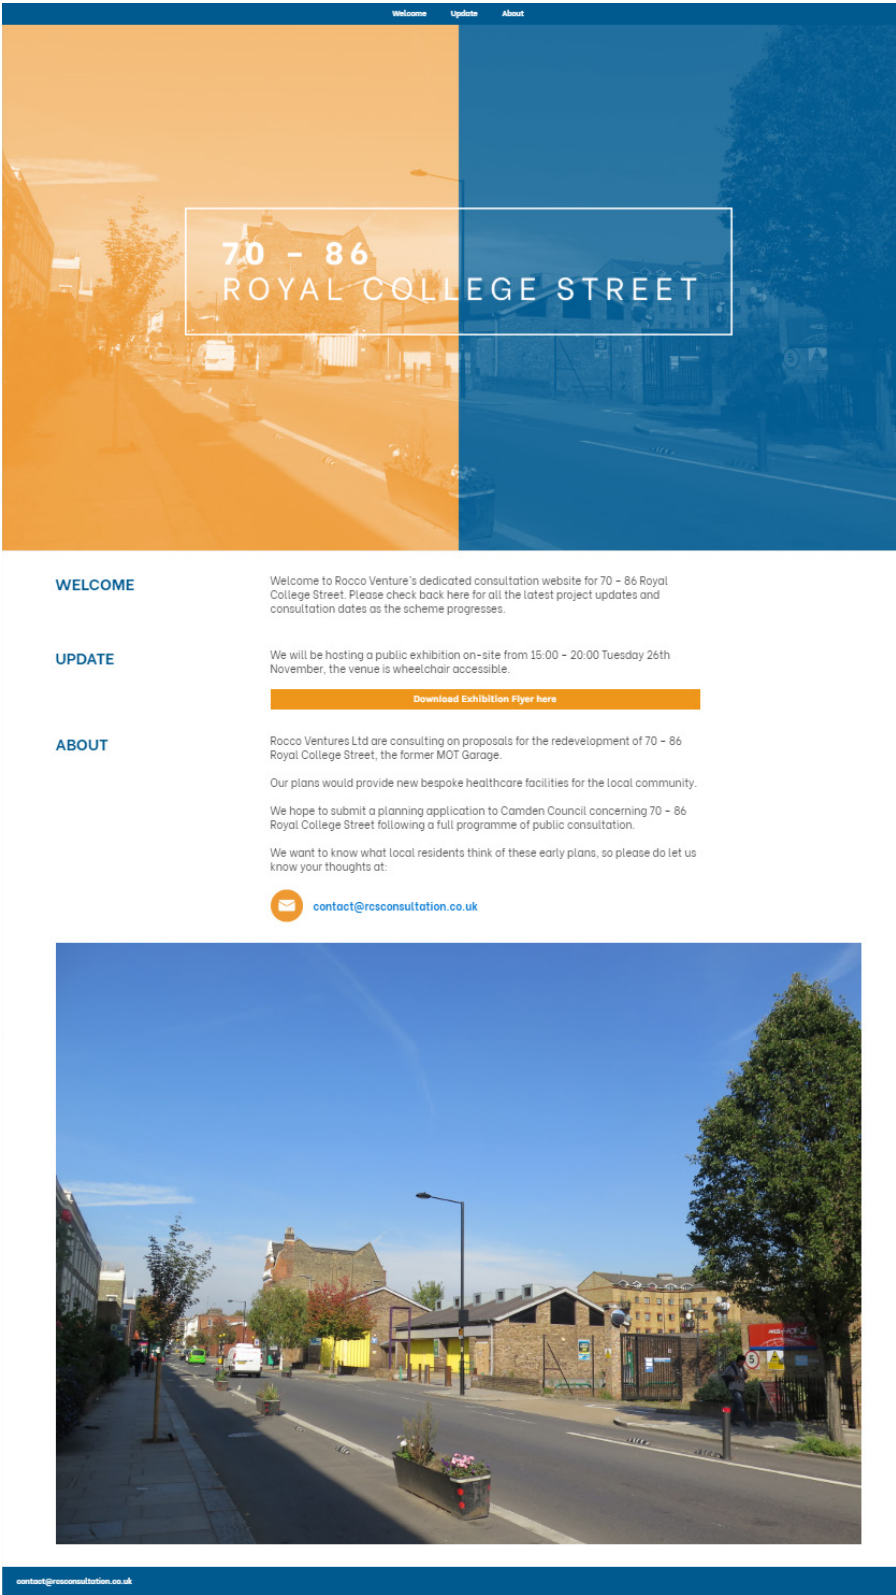 Welcome Update About
70 – 86
ROYAL COLLEGE STREET
WELCOME
Welcome to Rocco Venture's dedicated consultation website for 70 – 86 Royal
College Street. Please check back here for all the latest project updates and
consultation dates as the scheme progresses.
UPDATE
We will be hosting a public exhibition on-site from 15:00 – 20:00 Tuesday 26th
November, the venue is wheelchair accessible.
Download Exhibition Flyer here
ABOUT
Rocco Ventures Ltd are consulting on proposals for the redevelopment of 70 – 86
Royal College Street, the former MOT Garage.
Our plans would provide new bespoke healthcare facilities for the local community.
We hope to submit a planning application to Camden Council concerning 70 – 86
Royal College Street following a full programme of public consultation.
We want to know what local residents think of these early plans, so please do let us
know your thoughts at:
contact@rcsconsultation.co.uk
5
contact@rcsconsultation.co.uk